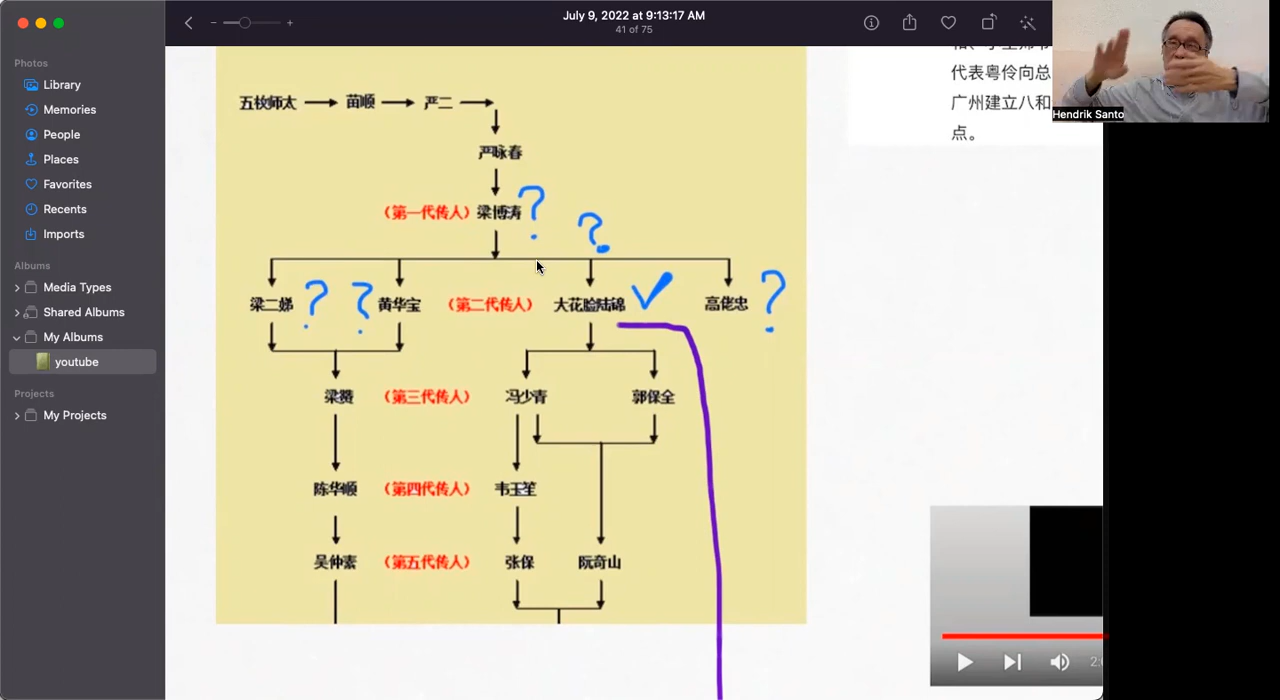 July 9, 2022 at 9:13:17 AM
41 of 75
Photos
Library
Memories
People
Places
Favorites
Recents
Imports
Albums
Media Types
Shared Albums
My Albums
youtube
Projects
My Projects
五枚师太 苗顺 严二
严咏春
（第一代传人） 梁博涛 ?
?
梁二娣 ? ? 黄华宝 （第二代传人） 大花脸陆锦 高佬忠 ?
梁赞 （第三代传人） 冯少青 郭保全
陈华顺 （第四代传人） 韦玉笙
吴仲素 （第五代传人） 张保 阮奇山
代表粤伶向总
广州建立八和
点。
Hendrik Santo